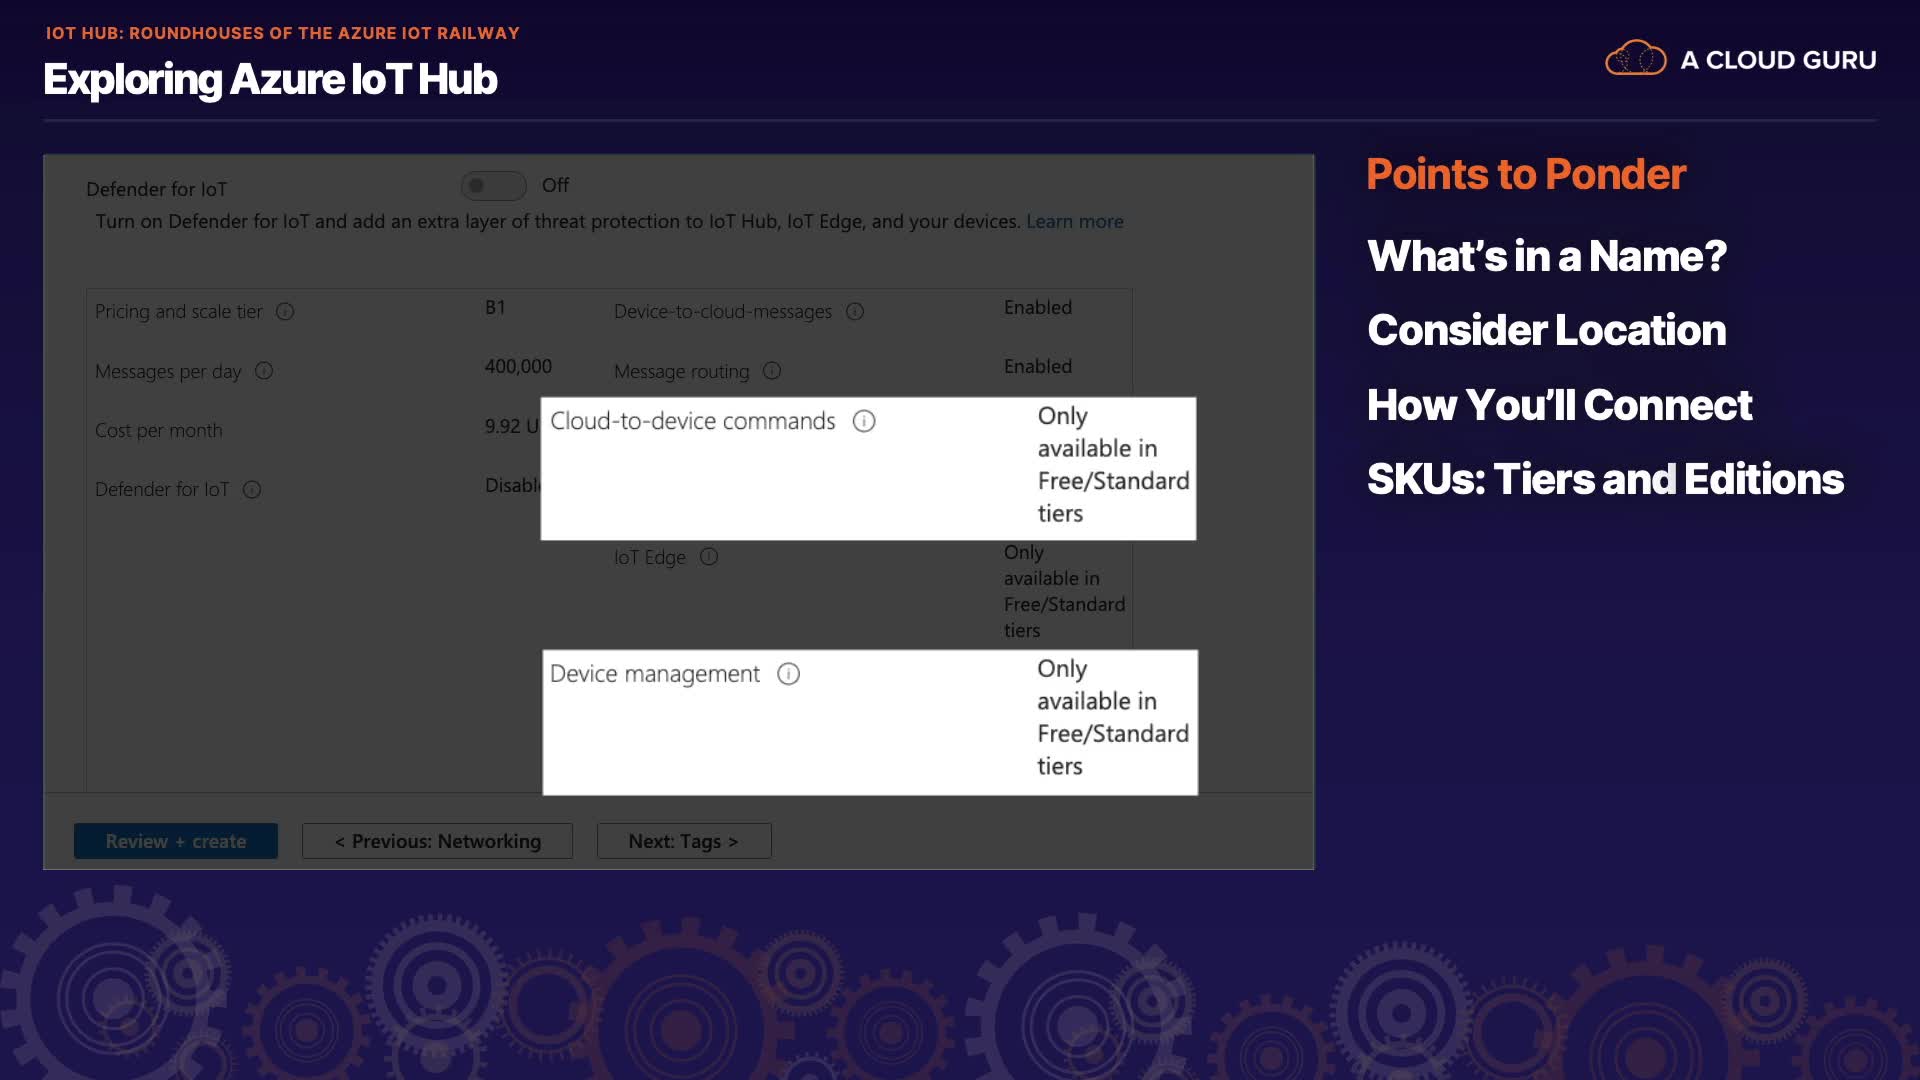 IOT HUB: ROUNDHOUSES OF THE AZURE IOT RAILWAY
Exploring Azure IoT Hub
A CLOUD GURU
Defender for IoT
Off
Turn on Defender for IoT and add an extra layer of threat protection to IoT Hub, IoT Edge, and your devices. Learn more
Pricing and scale tier
B1
Device-to-cloud-messages
Enabled
Messages per day
400,000
Message routing
Enabled
Cost per month
9.92 U
Cloud-to-device commands
Only
available in
Free/Standard
tiers
Defender for IoT
IoT Edge
Only
available in
Free/Standard
tiers
Device management
Only
available in
Free/Standard
tiers
Review + create
< Previous: Networking
Next: Tags >
Points to Ponder
What's in a Name?
Consider Location
How You'll Connect
SKUs: Tiers and Editions